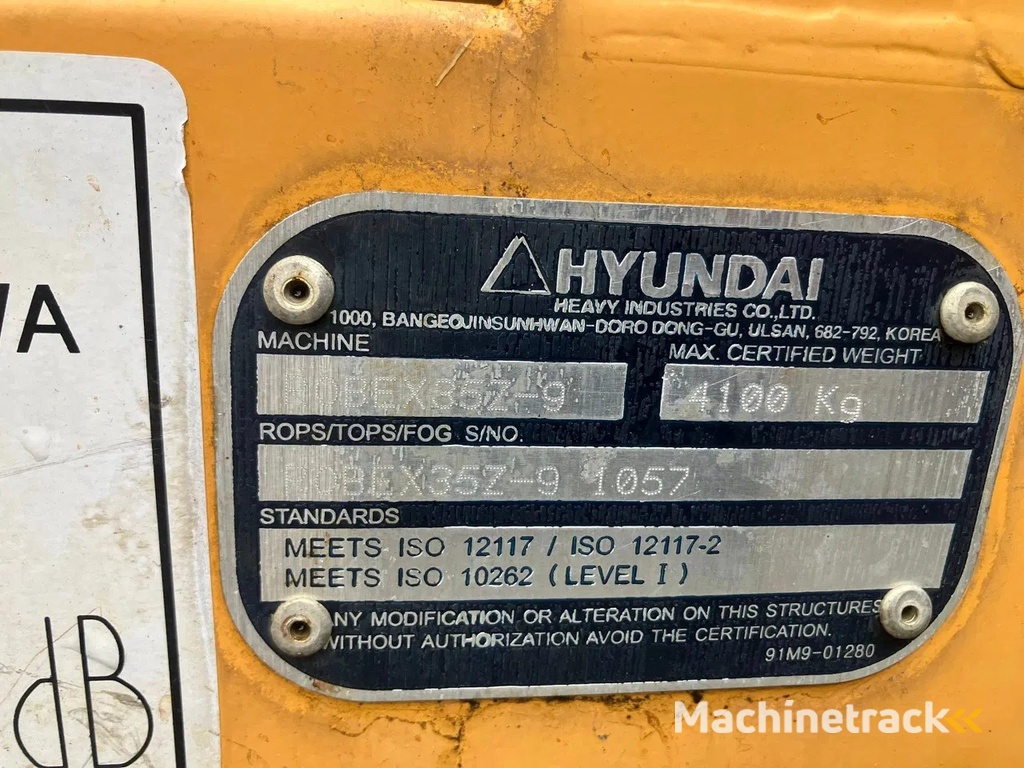 WA
dB
HYUNDAI
HEAVY INDUSTRIES CO.,LTD.
1000, BANGEOJINSUNHWAN-DORO DONG-GU, ULSAN, 682-792, KOREA
MACHINE
MAX. CERTIFIED WEIGHT
ROBEX35Z-9
4100 Kg
ROPS/TOPS/FOG S/NO.
ROBEX35Z-9 1057
STANDARDS
MEETS ISO 12117 / ISO 12117-2
MEETS ISO 10262 (LEVEL I)
ANY MODIFICATION OR ALTERATION ON THIS STRUCTURES
WITHOUT AUTHORIZATION AVOID THE CERTIFICATION.
91M9-01280
Machinetrack